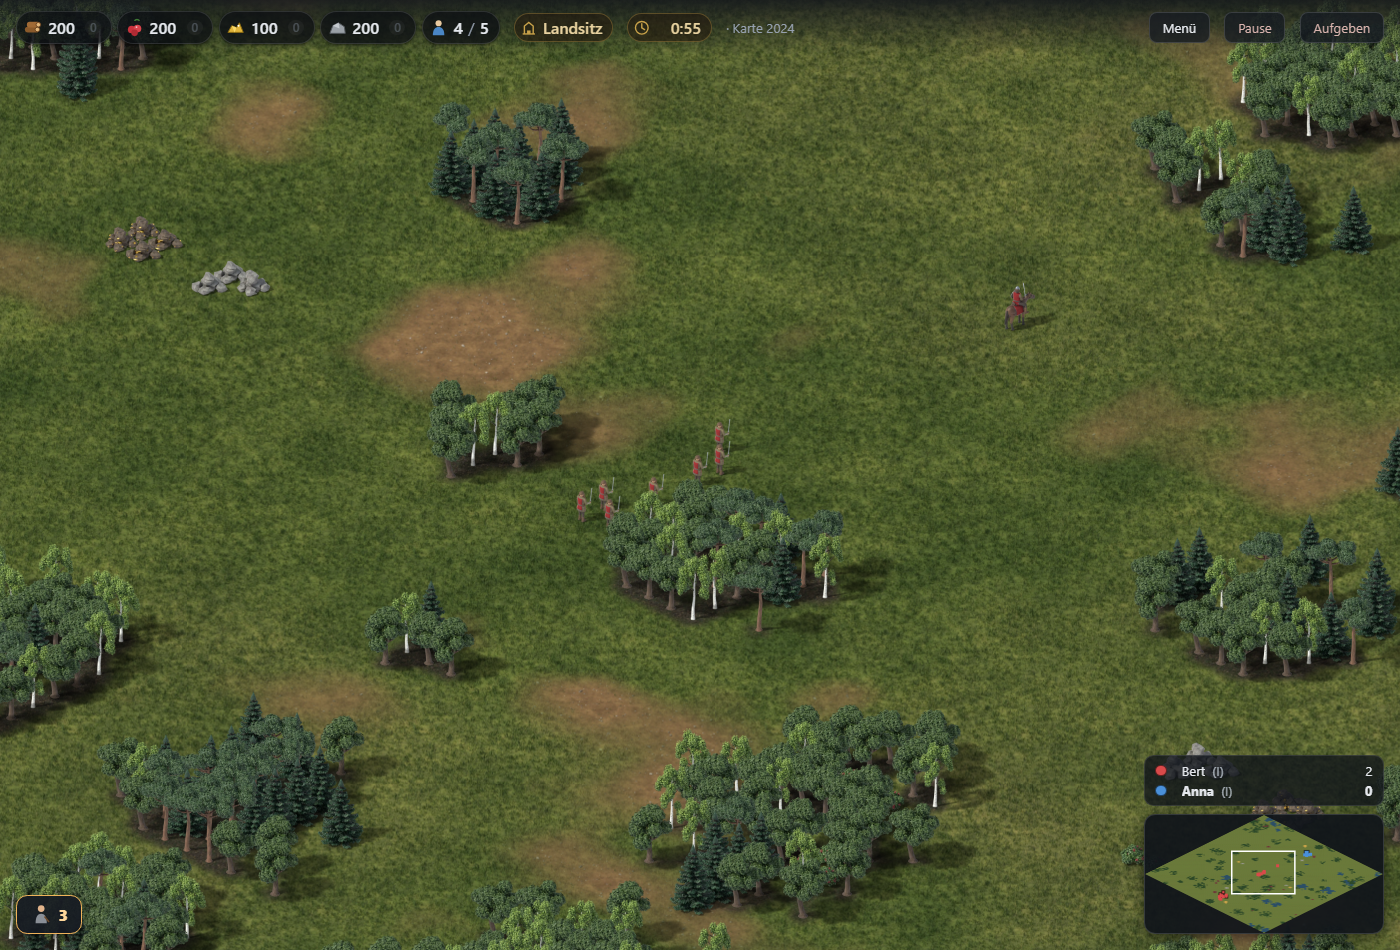 200 0 200 0 100 0 200 0 4 / 5 Landsitz 0:55 · Karte 2024 Menü Pause Aufgeben
Bert (I) 2
Anna (I) 0
3